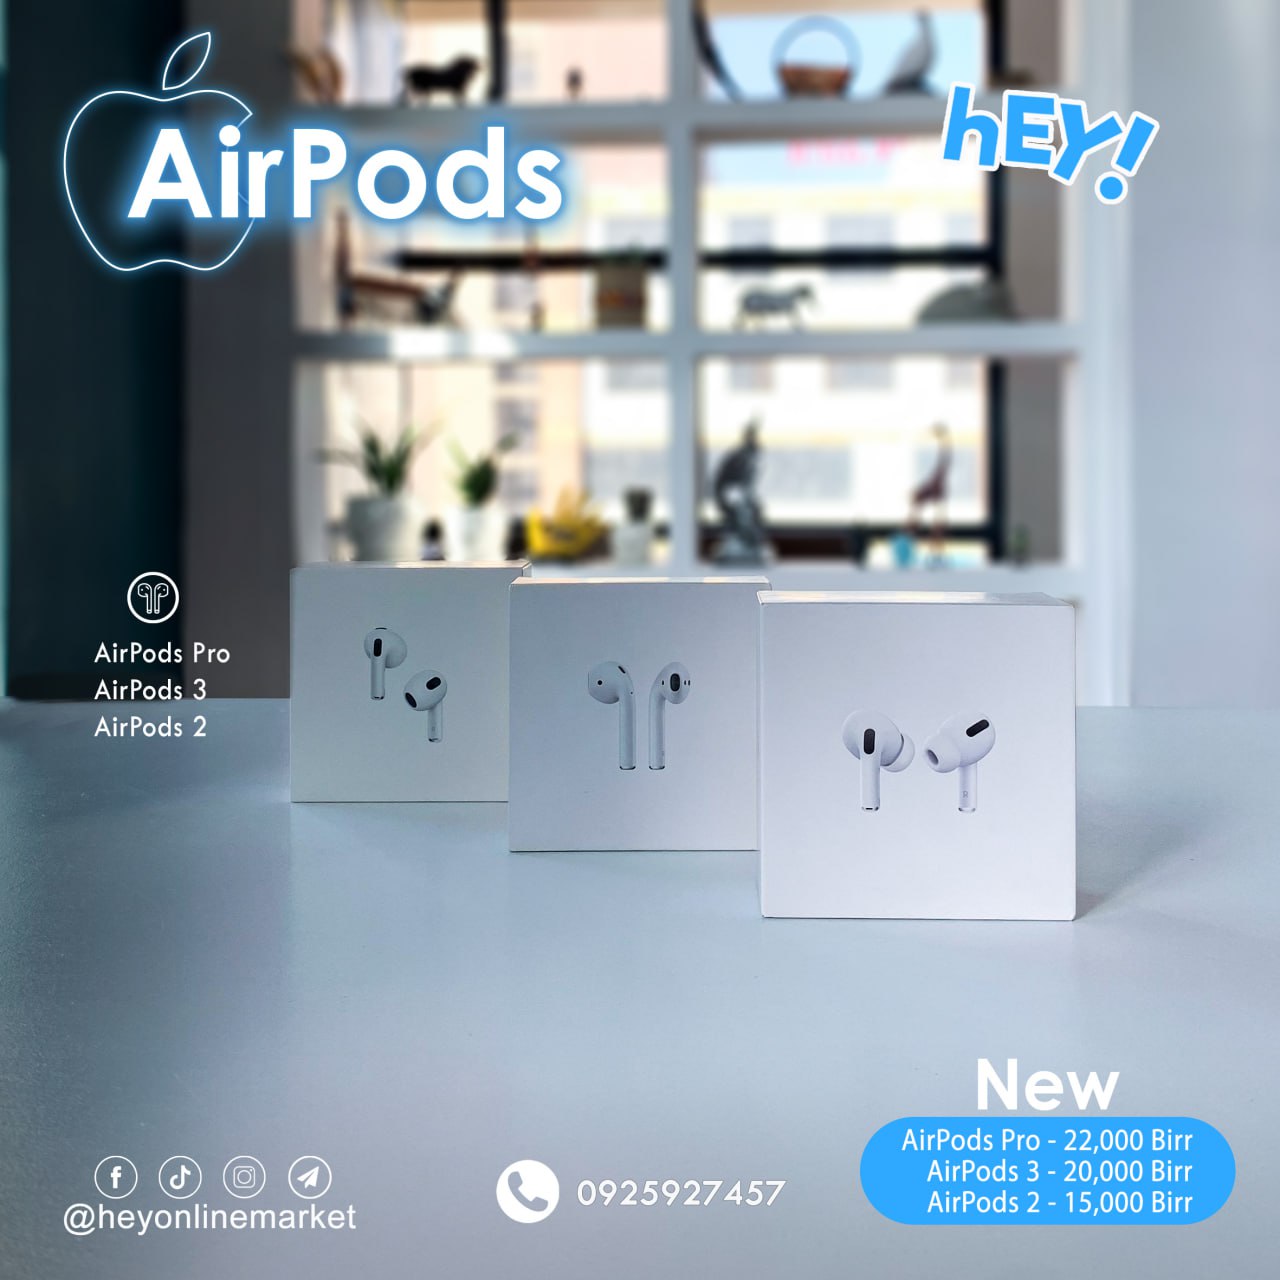 AirPods
hEY!
AirPods Pro
AirPods 3
AirPods 2
New
AirPods Pro - 22,000 Birr
AirPods 3 - 20,000 Birr
AirPods 2 - 15,000 Birr
@heyonlinemarket
0925927457